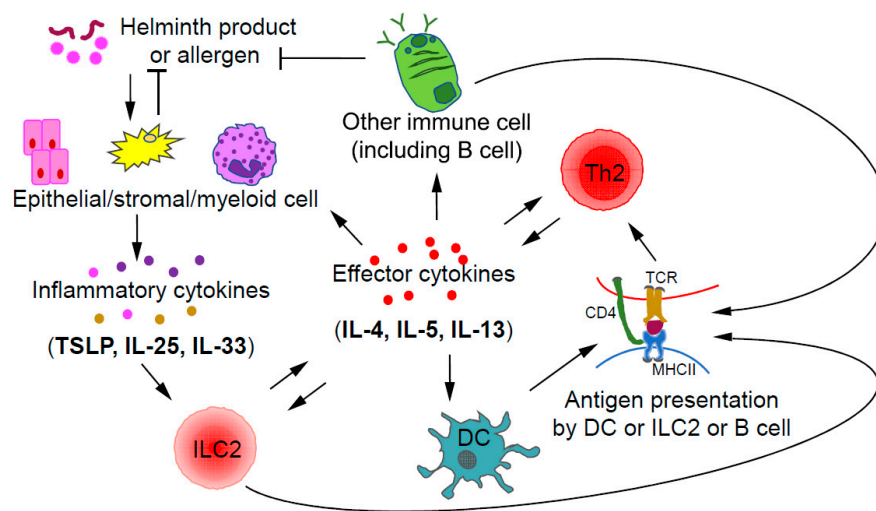 Helminth product
or allergen
Other immune cell
(including B cell)
Th2
Epithelial/stromal/myeloid cell
Inflammatory cytokines
(TSLP, IL-25, IL-33)
Effector cytokines
(IL-4, IL-5, IL-13)
TCR
CD4
MHCII
Antigen presentation
by DC or ILC2 or B cell
ILC2
DC